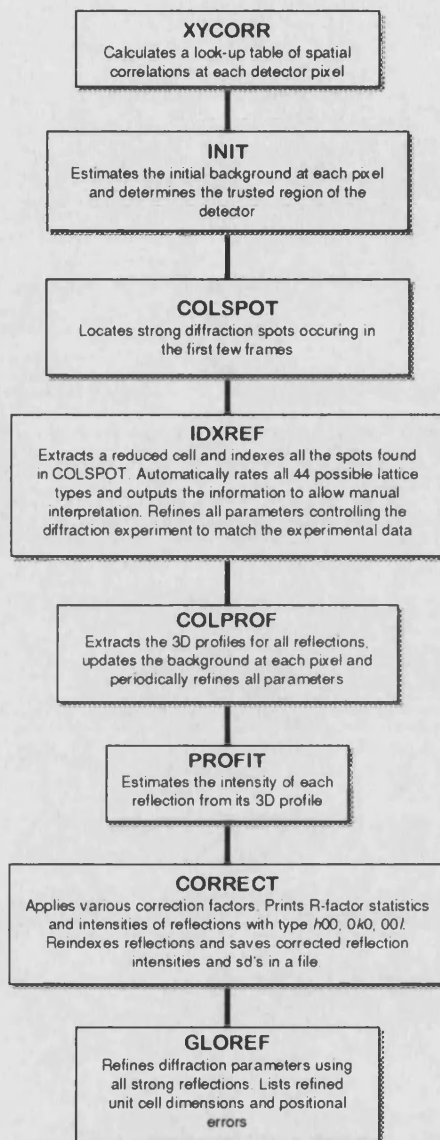 XYCORR
Calculates a look-up table of spatial
correlations at each detector pixel
INIT
Estimates the initial background at each pixel
and determines the trusted region of the
detector
COLSPOT
Locates strong diffraction spots occuring in
the first few frames
IDXREF
Extracts a reduced cell and indexes all the spots found
in COLSPOT. Automatically rates all 44 possible lattice
types and outputs the information to allow manual
interpretation. Refines all parameters controlling the
diffraction experiment to match the experimental data
COLPROF
Extracts the 3D profiles for all reflections,
updates the background at each pixel and
periodically refines all parameters
PROFIT
Estimates the intensity of each
reflection from its 3D profile
CORRECT
Applies various correction factors. Prints R-factor statistics
and intensities of reflections with type h00, 0k0, 00l.
Reindexes reflections and saves corrected reflection
intensities and sd's in a file.
GLOREF
Refines diffraction parameters using
all strong reflections. Lists refined
unit cell dimensions and positional
errors